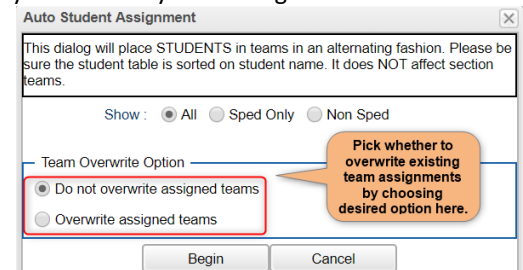 Auto Student Assignment
This dialog will place STUDENTS in teams in an alternating fashion. Please be
sure the student table is sorted on student name. It does NOT affect section
teams.
Show : All Sped Only Non Sped
Team Overwrite Option
Do not overwrite assigned teams
Overwrite assigned teams
Pick whether to
overwrite existing
team assignments
by choosing
desired option here.
Begin Cancel